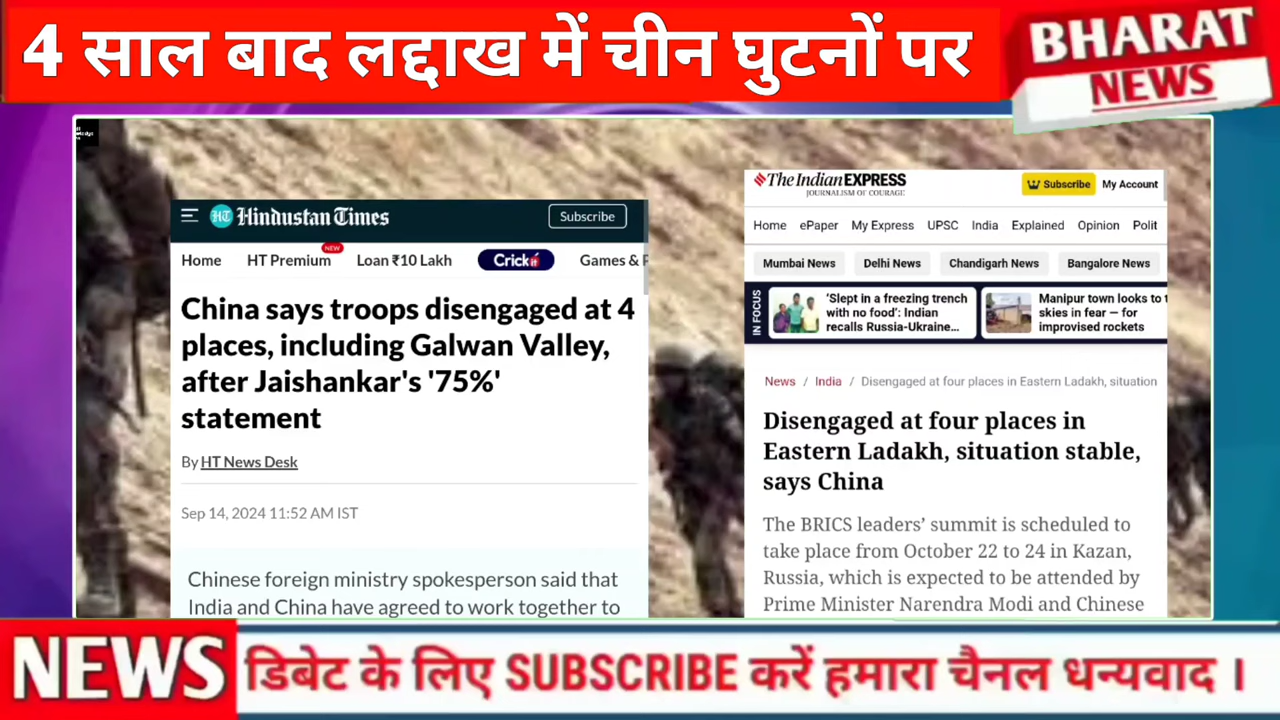 4 साल बाद लद्दाख में चीन घुटनों पर
BHARAT
NEWS
Hindustan Times
Subscribe
Home HT Premium NEW Loan ₹10 Lakh Crickit Games &
China says troops disengaged at 4
places, including Galwan Valley,
after Jaishankar's '75%'
statement
By HT News Desk
Sep 14, 2024 11:52 AM IST
Chinese foreign ministry spokesperson said that
India and China have agreed to work together to
The Indian EXPRESS
JOURNALISM OF COURAGE
Subscribe My Account
Home ePaper My Express UPSC India Explained Opinion Polit
Mumbai News Delhi News Chandigarh News Bangalore News
IN FOCUS
‘Slept in a freezing trench
with no food’: Indian
recalls Russia-Ukraine...
Manipur town looks to t
skies in fear — for
improvised rockets
News / India / Disengaged at four places in Eastern Ladakh, situation
Disengaged at four places in
Eastern Ladakh, situation stable,
says China
The BRICS leaders’ summit is scheduled to
take place from October 22 to 24 in Kazan,
Russia, which is expected to be attended by
Prime Minister Narendra Modi and Chinese
NEWS
डिबेट के लिए SUBSCRIBE करें हमारा चैनल धन्यवाद ।